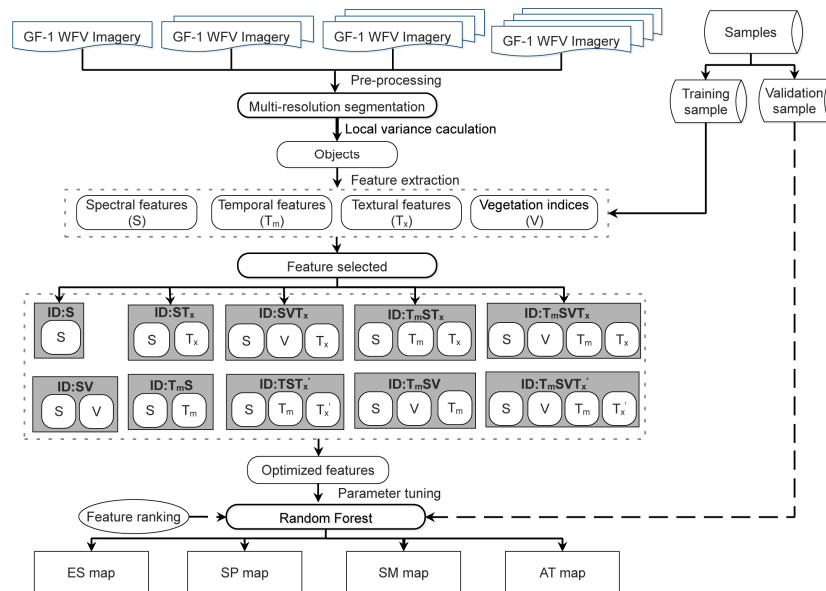 GF-1 WFV Imagery
GF-1 WFV Imagery
GF-1 WFV Imagery
GF-1 WFV Imagery
Samples
Pre-processing
Training
sample
Validation
sample
Multi-resolution segmentation
Local variance caculation
Objects
Feature extraction
Spectral features
(S)
Temporal features
(Tm)
Textural features
(Tx)
Vegetation indices
(V)
Feature selected
ID:S
S
ID:STx
S Tx
ID:SVTx
S V Tx
ID:TmSTx
S Tm Tx
ID:TmSVTx
S V Tm Tx
ID:SV
S V
ID:TmS
S Tm
ID:TSTx'
S Tm Tx'
ID:TmSV
S V Tm
ID:TmSVTx'
S V Tm Tx'
Optimized features
Parameter tuning
Feature ranking
Random Forest
ES map
SP map
SM map
AT map